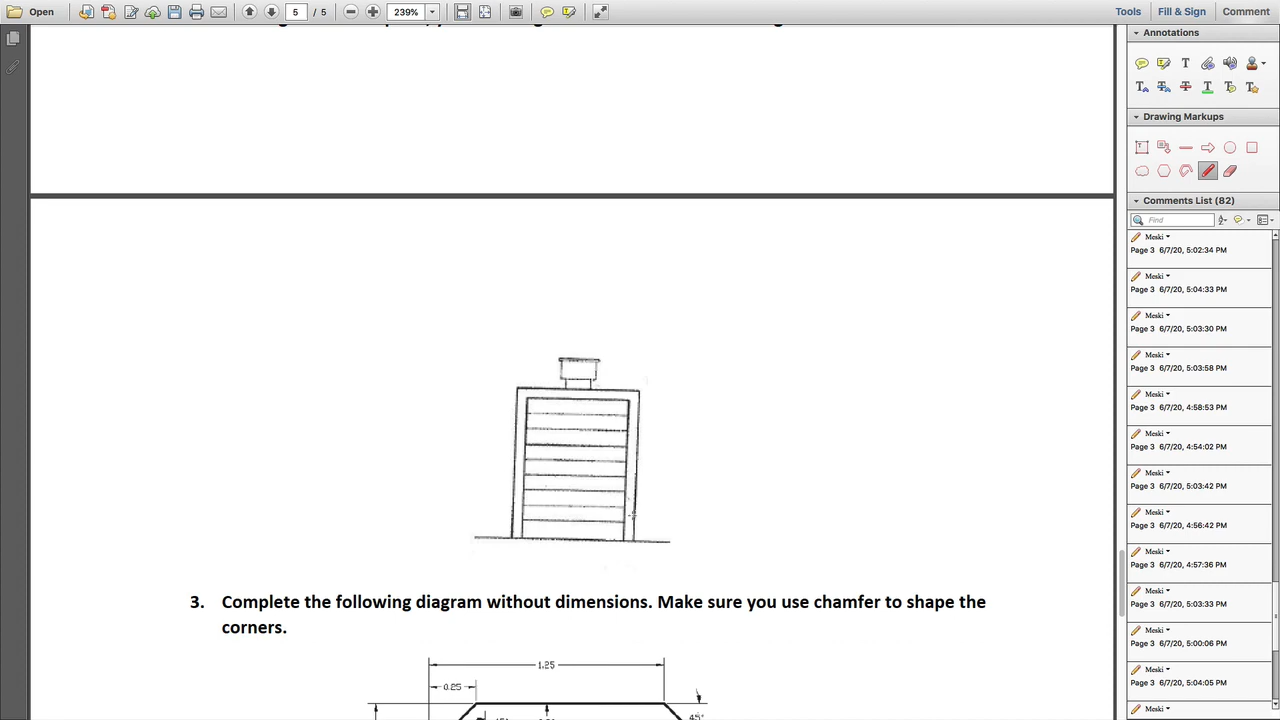 Open
5 / 5
239%
Tools
Fill & Sign
Comment
Annotations
Drawing Markups
Comments List (82)
Find
Meski
Page 3 6/7/20, 5:02:34 PM
Meski
Page 3 6/7/20, 5:04:33 PM
Meski
Page 3 6/7/20, 5:03:30 PM
Meski
Page 3 6/7/20, 5:03:58 PM
Meski
Page 3 6/7/20, 4:58:53 PM
Meski
Page 3 6/7/20, 4:54:02 PM
Meski
Page 3 6/7/20, 5:03:42 PM
Meski
Page 3 6/7/20, 4:56:42 PM
Meski
Page 3 6/7/20, 4:57:36 PM
Meski
Page 3 6/7/20, 5:03:33 PM
Meski
Page 3 6/7/20, 5:00:06 PM
Meski
Page 3 6/7/20, 5:04:05 PM
Meski
3. Complete the following diagram without dimensions. Make sure you use chamfer to shape the
corners.
1.25
0.25
45°